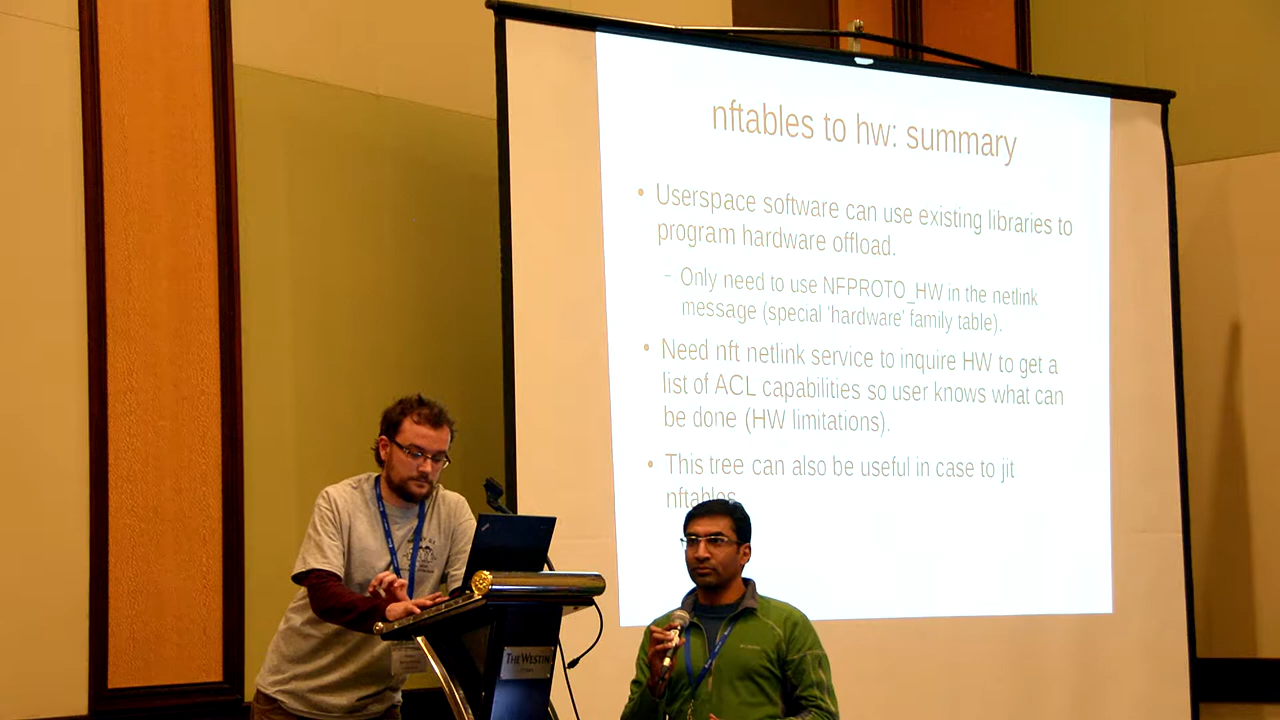 nftables to hw: summary
• Userspace software can use existing libraries to
program hardware offload.
– Only need to use NFPROTO_HW in the netlink
message (special 'hardware' family table).
• Need nft netlink service to inquire HW to get a
list of ACL capabilities so user knows what can
be done (HW limitations).
• This tree can also be useful in case to jit
nftables
THE WESTIN